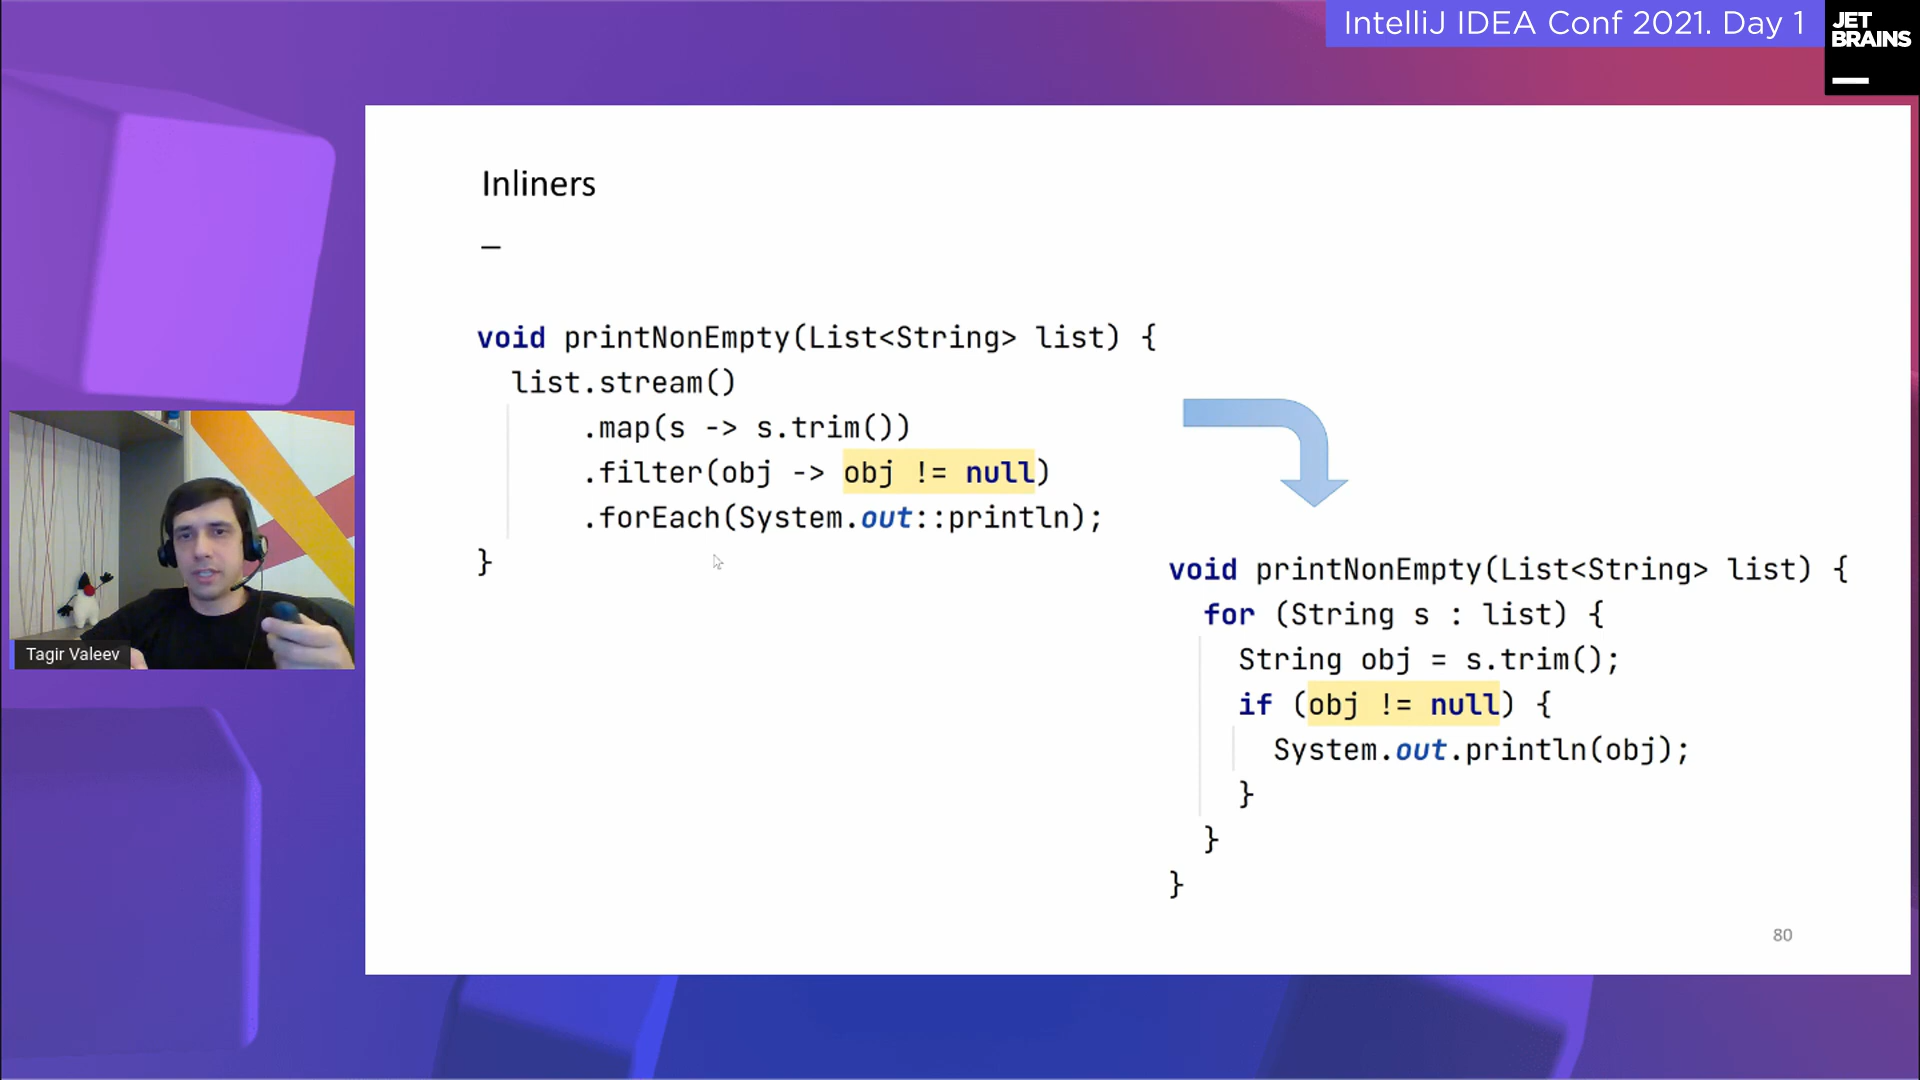 IntelliJ IDEA Conf 2021. Day 1
JET
BRAINS
Inliners
void printNonEmpty(List<String> list) {
list.stream()
.map(s -> s.trim())
.filter(obj -> obj != null)
.forEach(System.out::println);
}
void printNonEmpty(List<String> list) {
for (String s : list) {
String obj = s.trim();
if (obj != null) {
System.out.println(obj);
}
}
}
Tagir Valeev
80